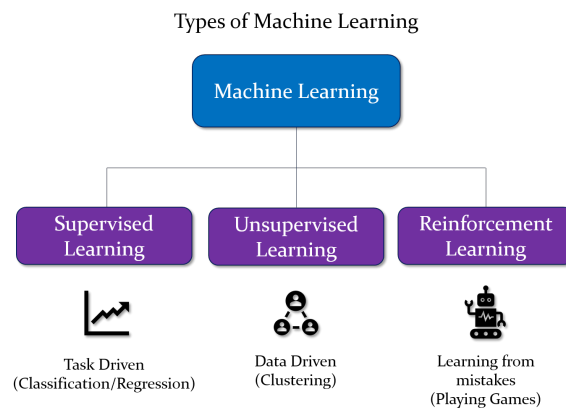 Types of Machine Learning
Machine Learning
Supervised
Learning
Unsupervised
Learning
Reinforcement
Learning
Task Driven
(Classification/Regression)
Data Driven
(Clustering)
Learning from
mistakes
(Playing Games)